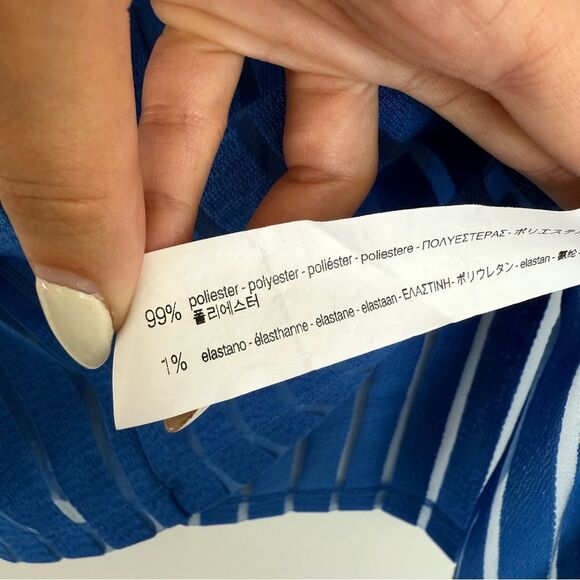 99% poliester - polyester - poliéster - poliestere - ΠΟΛΥΕΣΤΕΡΑΣ - ポリエステ
폴리에스터
1% elastano - élasthanne - elastane - elastaan - ΕΛΑΣΤΙΝΗ - ポリウレタン - elastan -